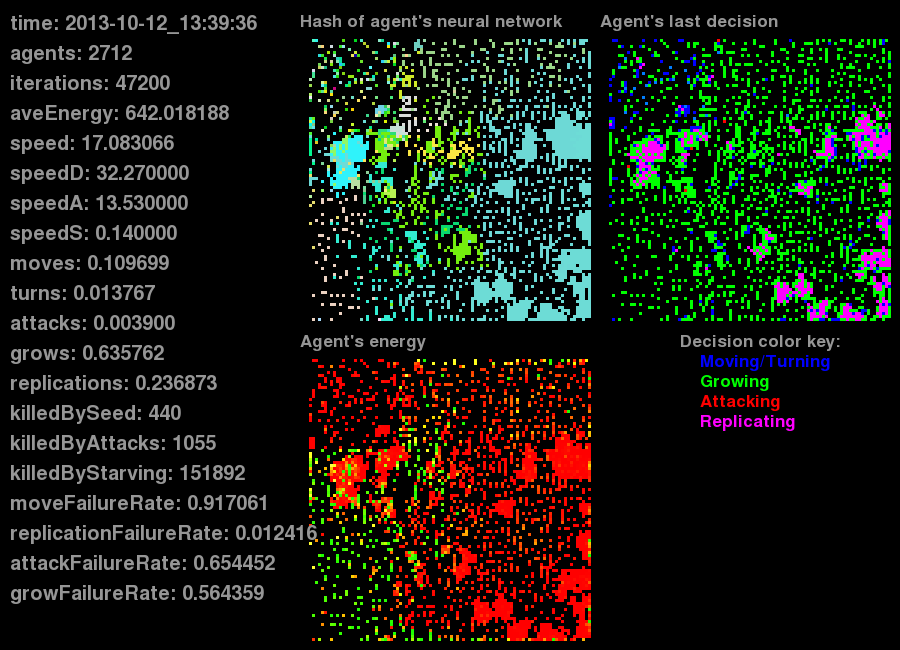 time: 2013-10-12_13:39:36
agents: 2712
iterations: 47200
aveEnergy: 642.018188
speed: 17.083066
speedD: 32.270000
speedA: 13.530000
speedS: 0.140000
moves: 0.109699
turns: 0.013767
attacks: 0.003900
grows: 0.635762
replications: 0.236873
killedBySeed: 440
killedByAttacks: 1055
killedByStarving: 151892
moveFailureRate: 0.917061
replicationFailureRate: 0.012416
attackFailureRate: 0.654452
growFailureRate: 0.564359
Hash of agent's neural network
Agent's last decision
Agent's energy
Decision color key:
Moving/Turning
Growing
Attacking
Replicating